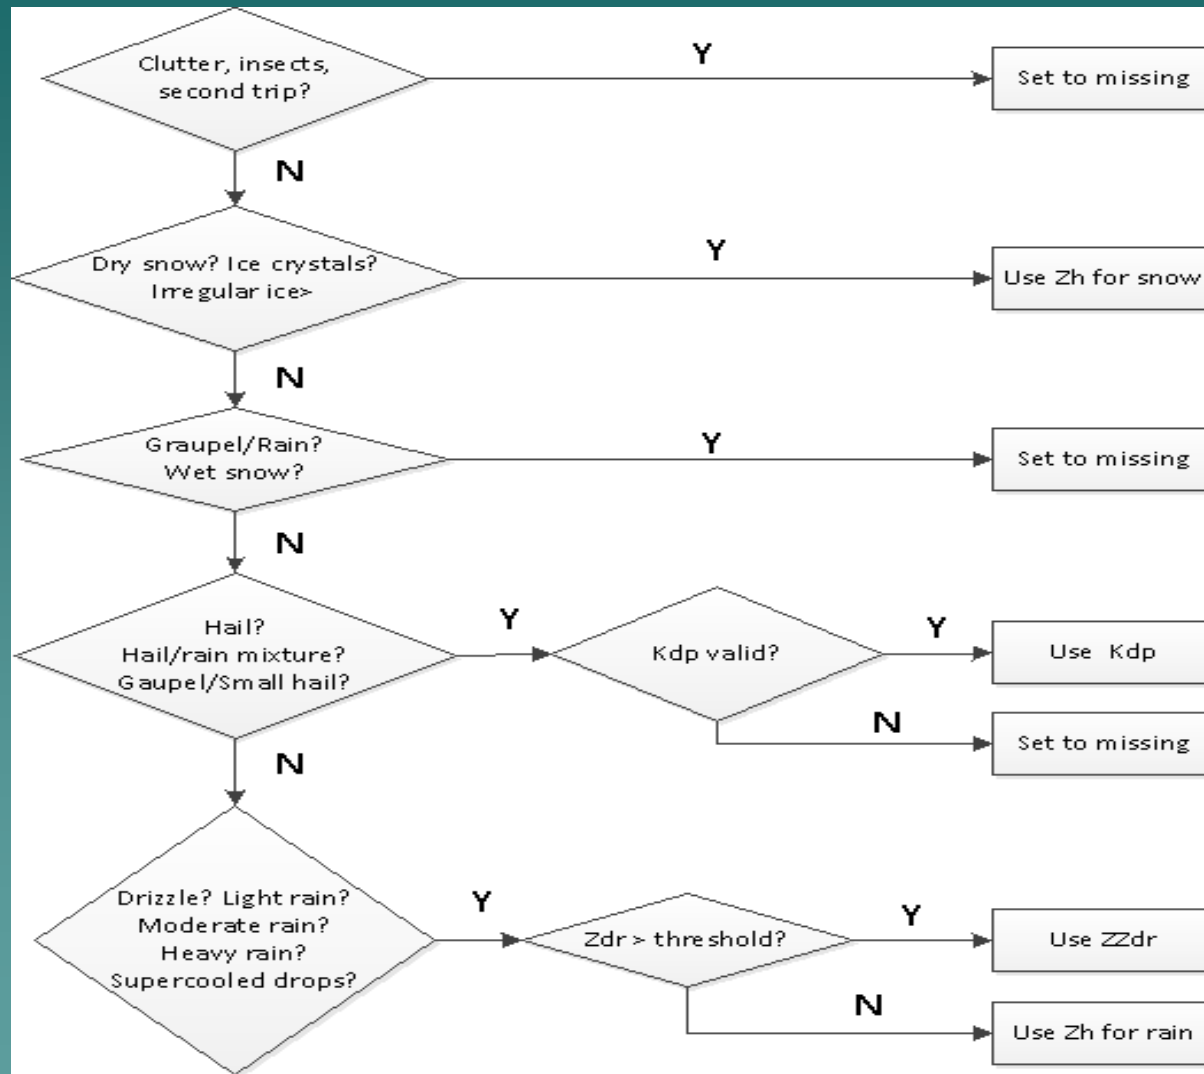 Clutter, insects,
second trip?
Y
Set to missing
N
Dry snow? Ice crystals?
Irregular ice>
Y
Use Zh for snow
N
Graupel/Rain?
Wet snow?
Y
Set to missing
N
Hail?
Hail/rain mixture?
Gaupel/Small hail?
Y
Kdp valid?
Y
Use Kdp
N
Set to missing
N
Drizzle? Light rain?
Moderate rain?
Heavy rain?
Supercooled drops?
Y
Zdr > threshold?
Y
Use ZZdr
N
Use Zh for rain